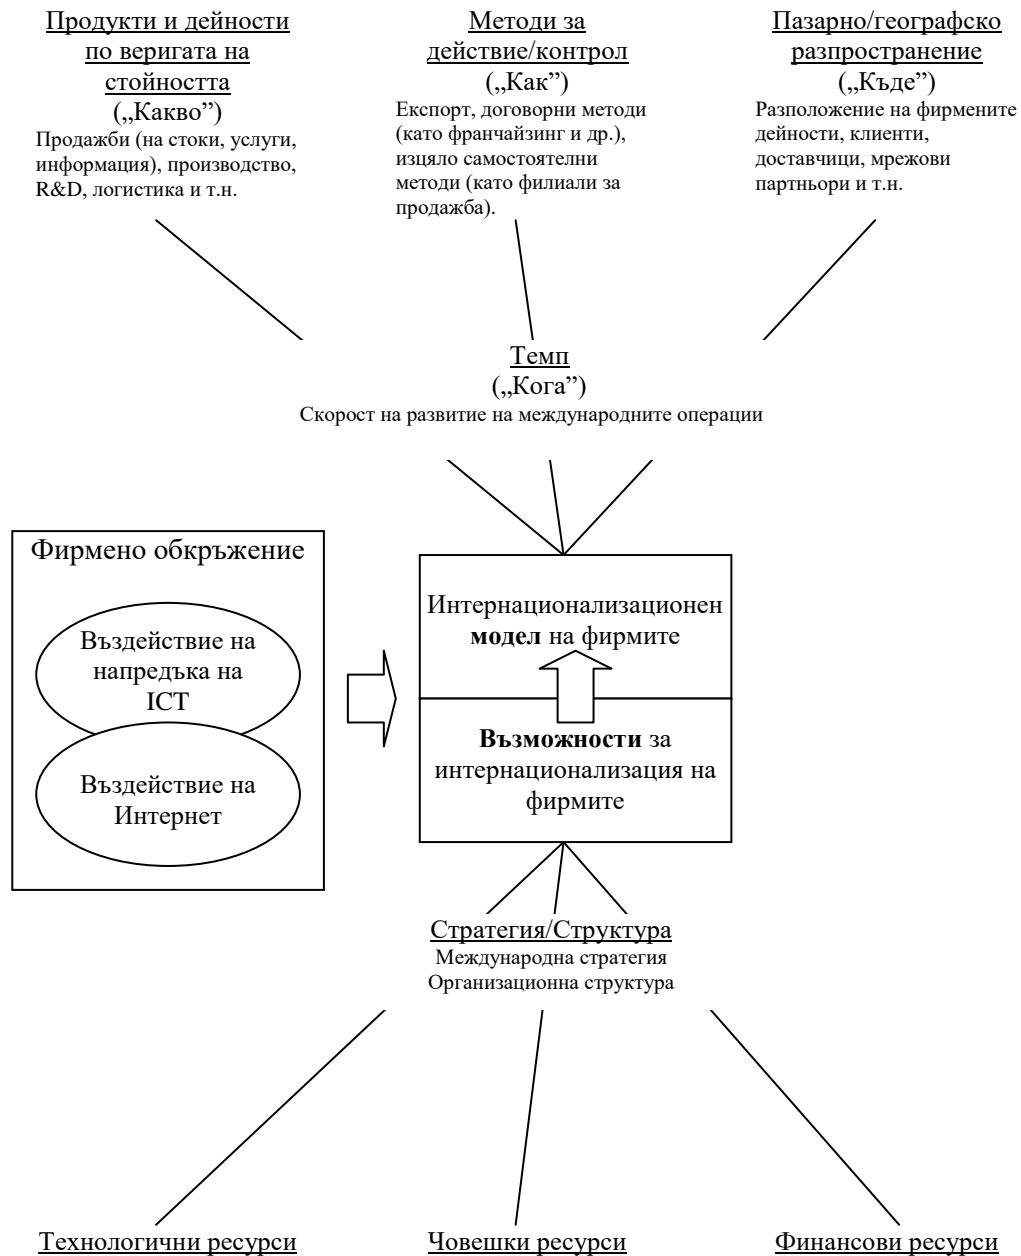 Продукти и дейности
по веригата на
стойността
(„Какво”)
Продажби (на стоки, услуги,
информация), производство,
R&D, логистика и т.н.
Методи за
действие/контрол
(„Как”)
Експорт, договорни методи
(като франчайзинг и др.),
изцяло самостоятелни
методи (като филиали за
продажба).
Пазарно/географско
разпространение
(„Къде”)
Разположение на фирмените
дейности, клиенти,
доставчици, мрежови
партньори и т.н.
Темп
(„Кога”)
Скорост на развитие на международните операции
Фирмено обкръжение
Въздействие на
напредъка на
ICT
Въздействие на
Интернет
Интернационализационен
модел на фирмите
Възможности за
интернационализация на
фирмите
Стратегия/Структура
Международна стратегия
Организационна структура
Технологични ресурси
Човешки ресурси
Финансови ресурси